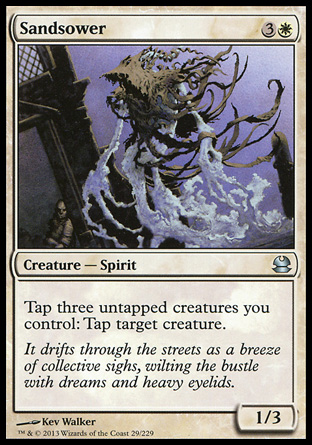 Sandsower 3
Creature — Spirit
Tap three untapped creatures you
control: Tap target creature.
It drifts through the streets as a breeze
of collective sighs, wilting the bustle
with dreams and heavy eyelids.
Kev Walker
™ & © 2013 Wizards of the Coast 29/229
1/3